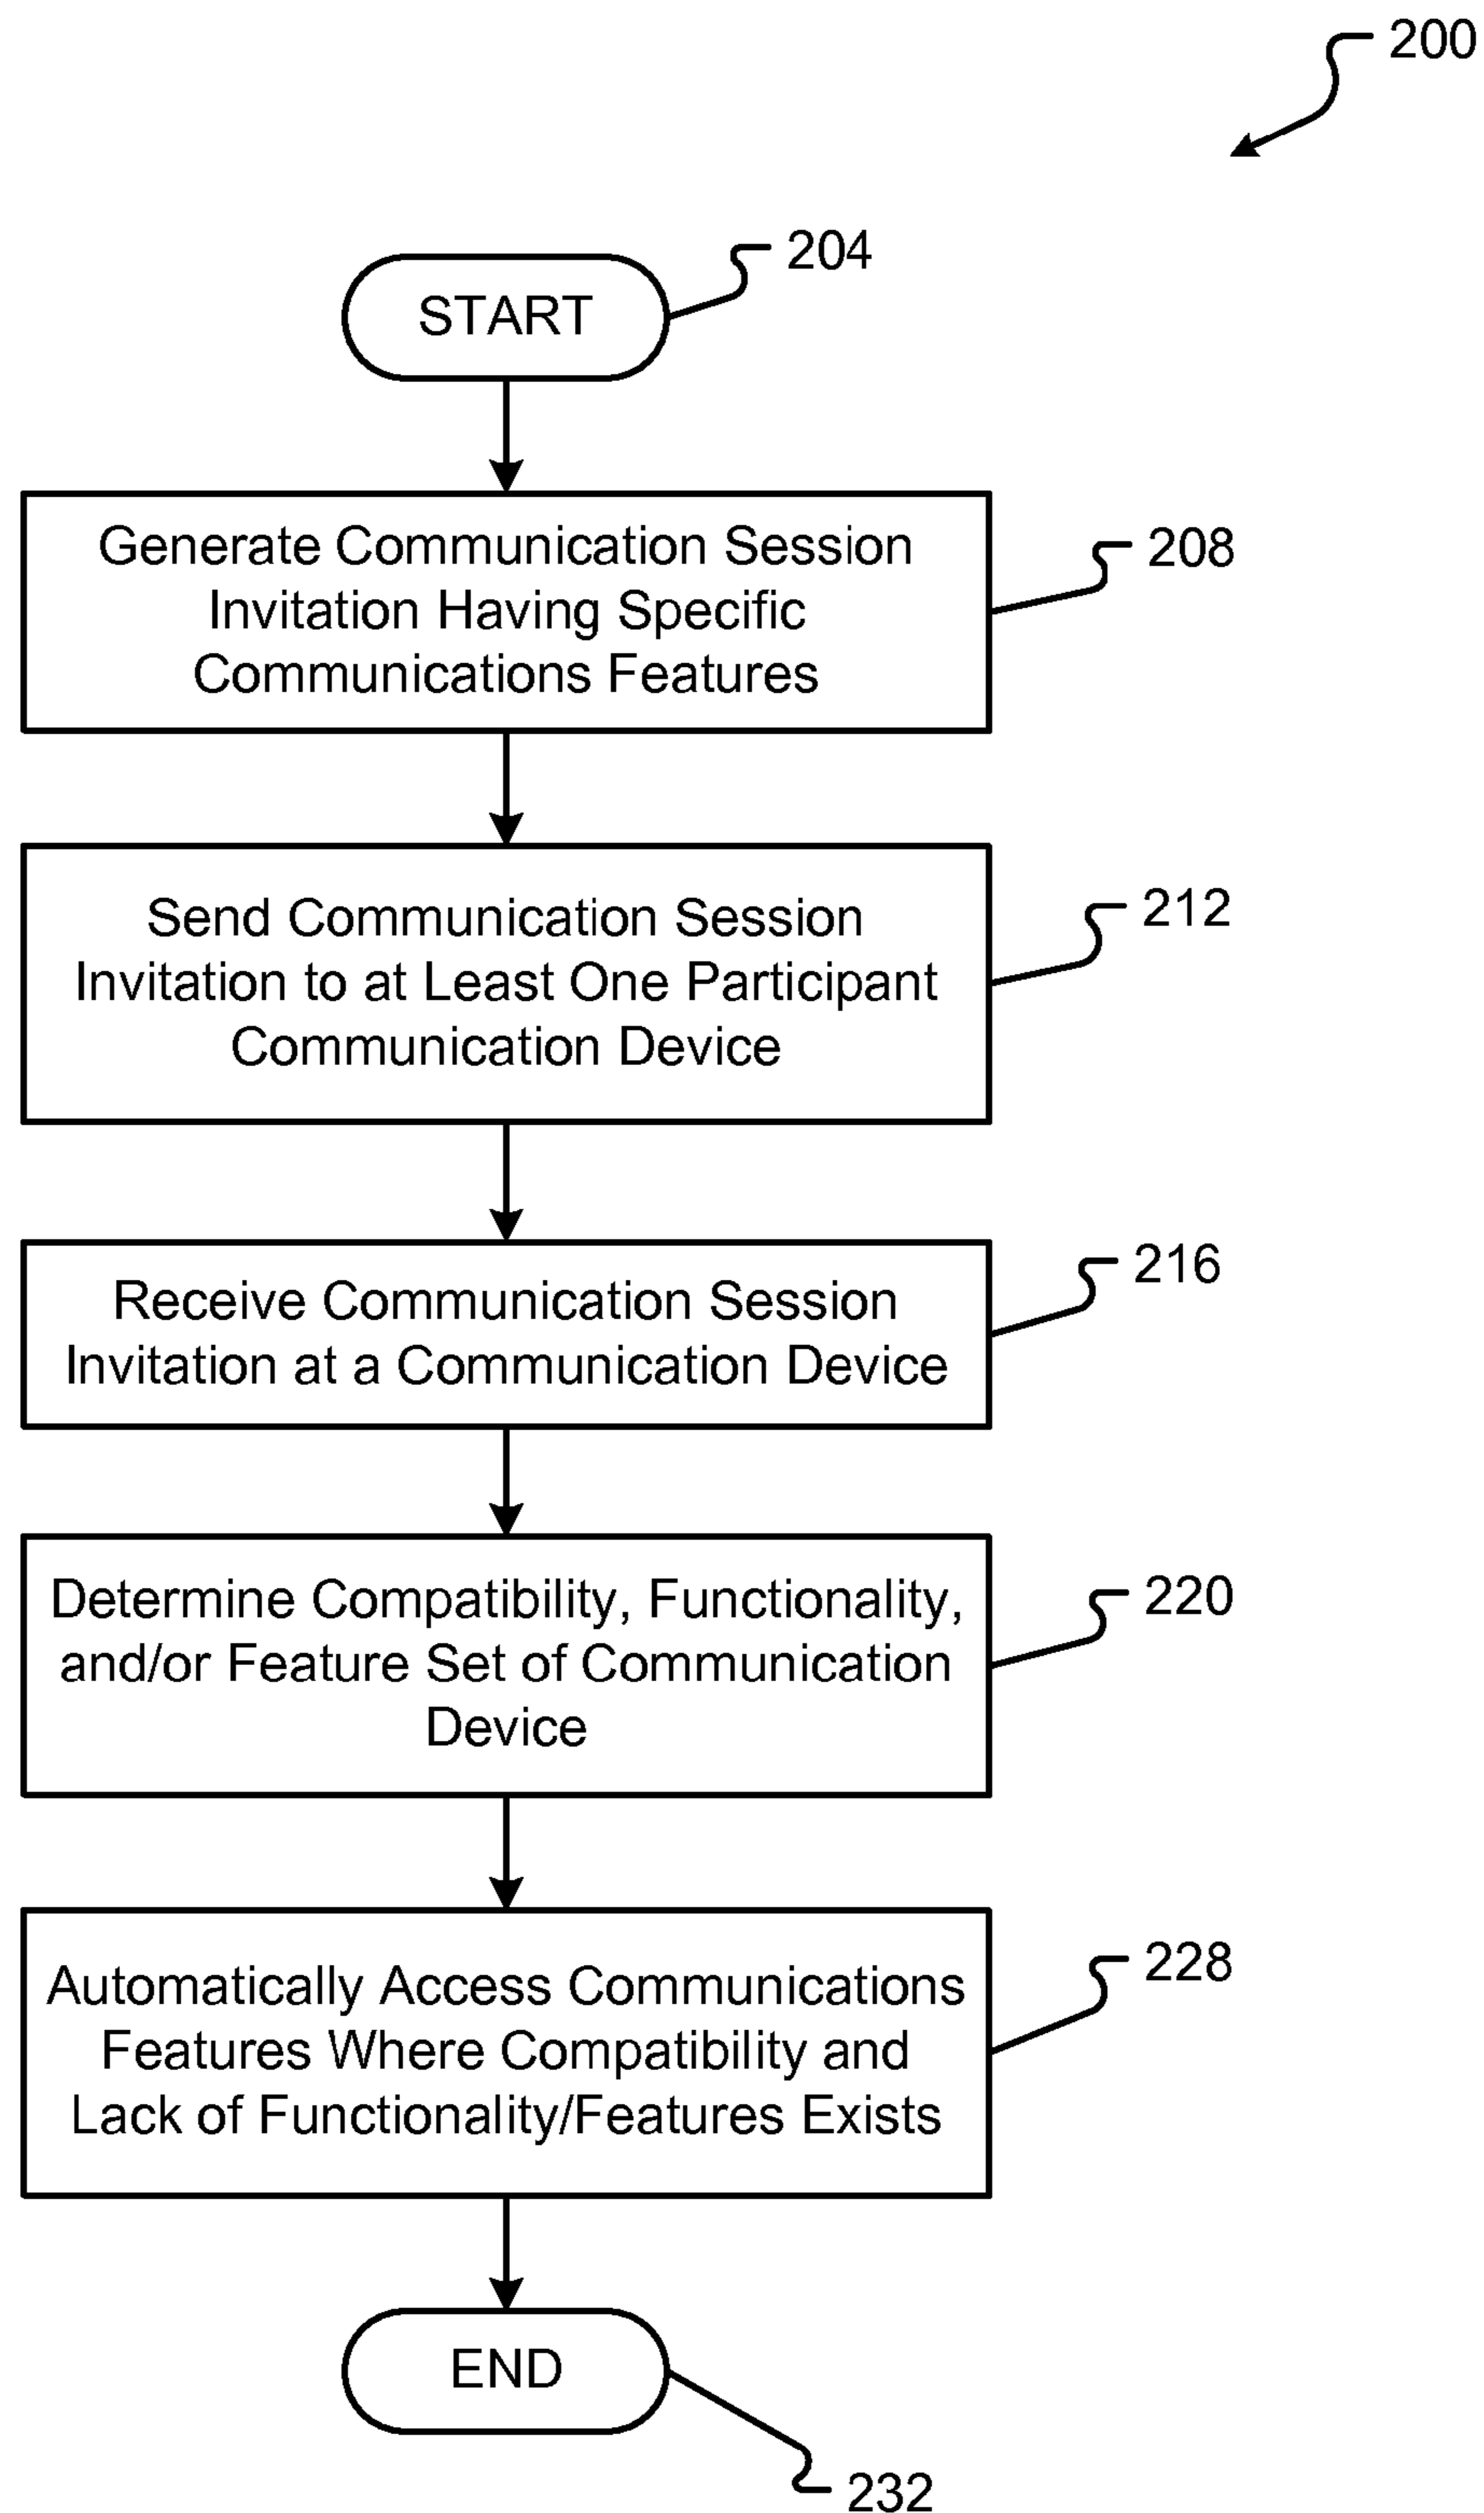 200
204
START
Generate Communication Session
Invitation Having Specific
Communications Features
208
Send Communication Session
Invitation to at Least One Participant
Communication Device
212
Receive Communication Session
Invitation at a Communication Device
216
Determine Compatibility, Functionality,
and/or Feature Set of Communication
Device
220
Automatically Access Communications
Features Where Compatibility and
Lack of Functionality/Features Exists
228
END
232